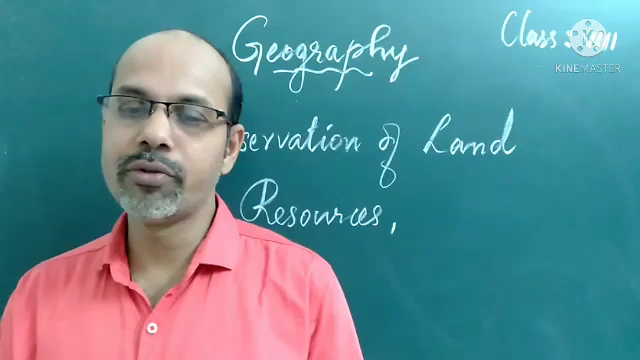 Geography
Class :
KINEMASTER
servation of Land
Resources,